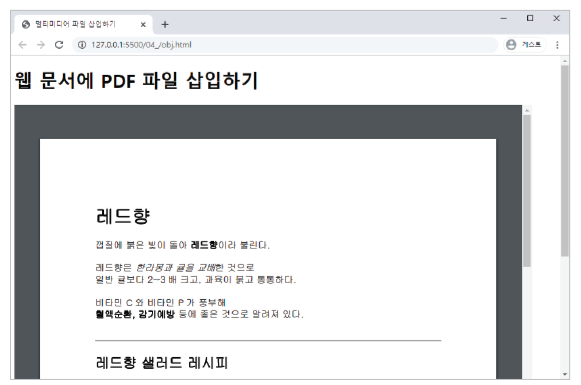 멀티미디어 파일 삽입하기
127.0.0.1:5500/04_/obj.html
게스트
웹 문서에 PDF 파일 삽입하기
레드향
껍질에 붉은 빛이 돌아 레드향이라 불린다.
레드향은 한라봉과 귤을 교배한 것으로
일반 귤보다 2~3 배 크고, 과육이 붉고 통통하다.
비타민 C 와 비타민 P 가 풍부해
혈액순환, 감기예방 등에 좋은 것으로 알려져 있다.
레드향 샐러드 레시피